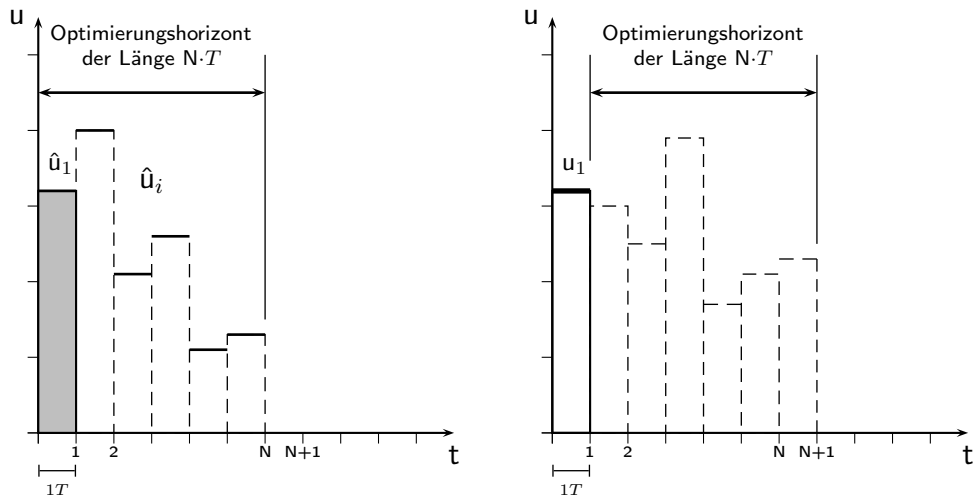 u
Optimierungshorizont
der Länge N·T
û1
ûi
1 2 N N+1
t
1T
u
Optimierungshorizont
der Länge N·T
u1
1 2 N N+1
t
1T